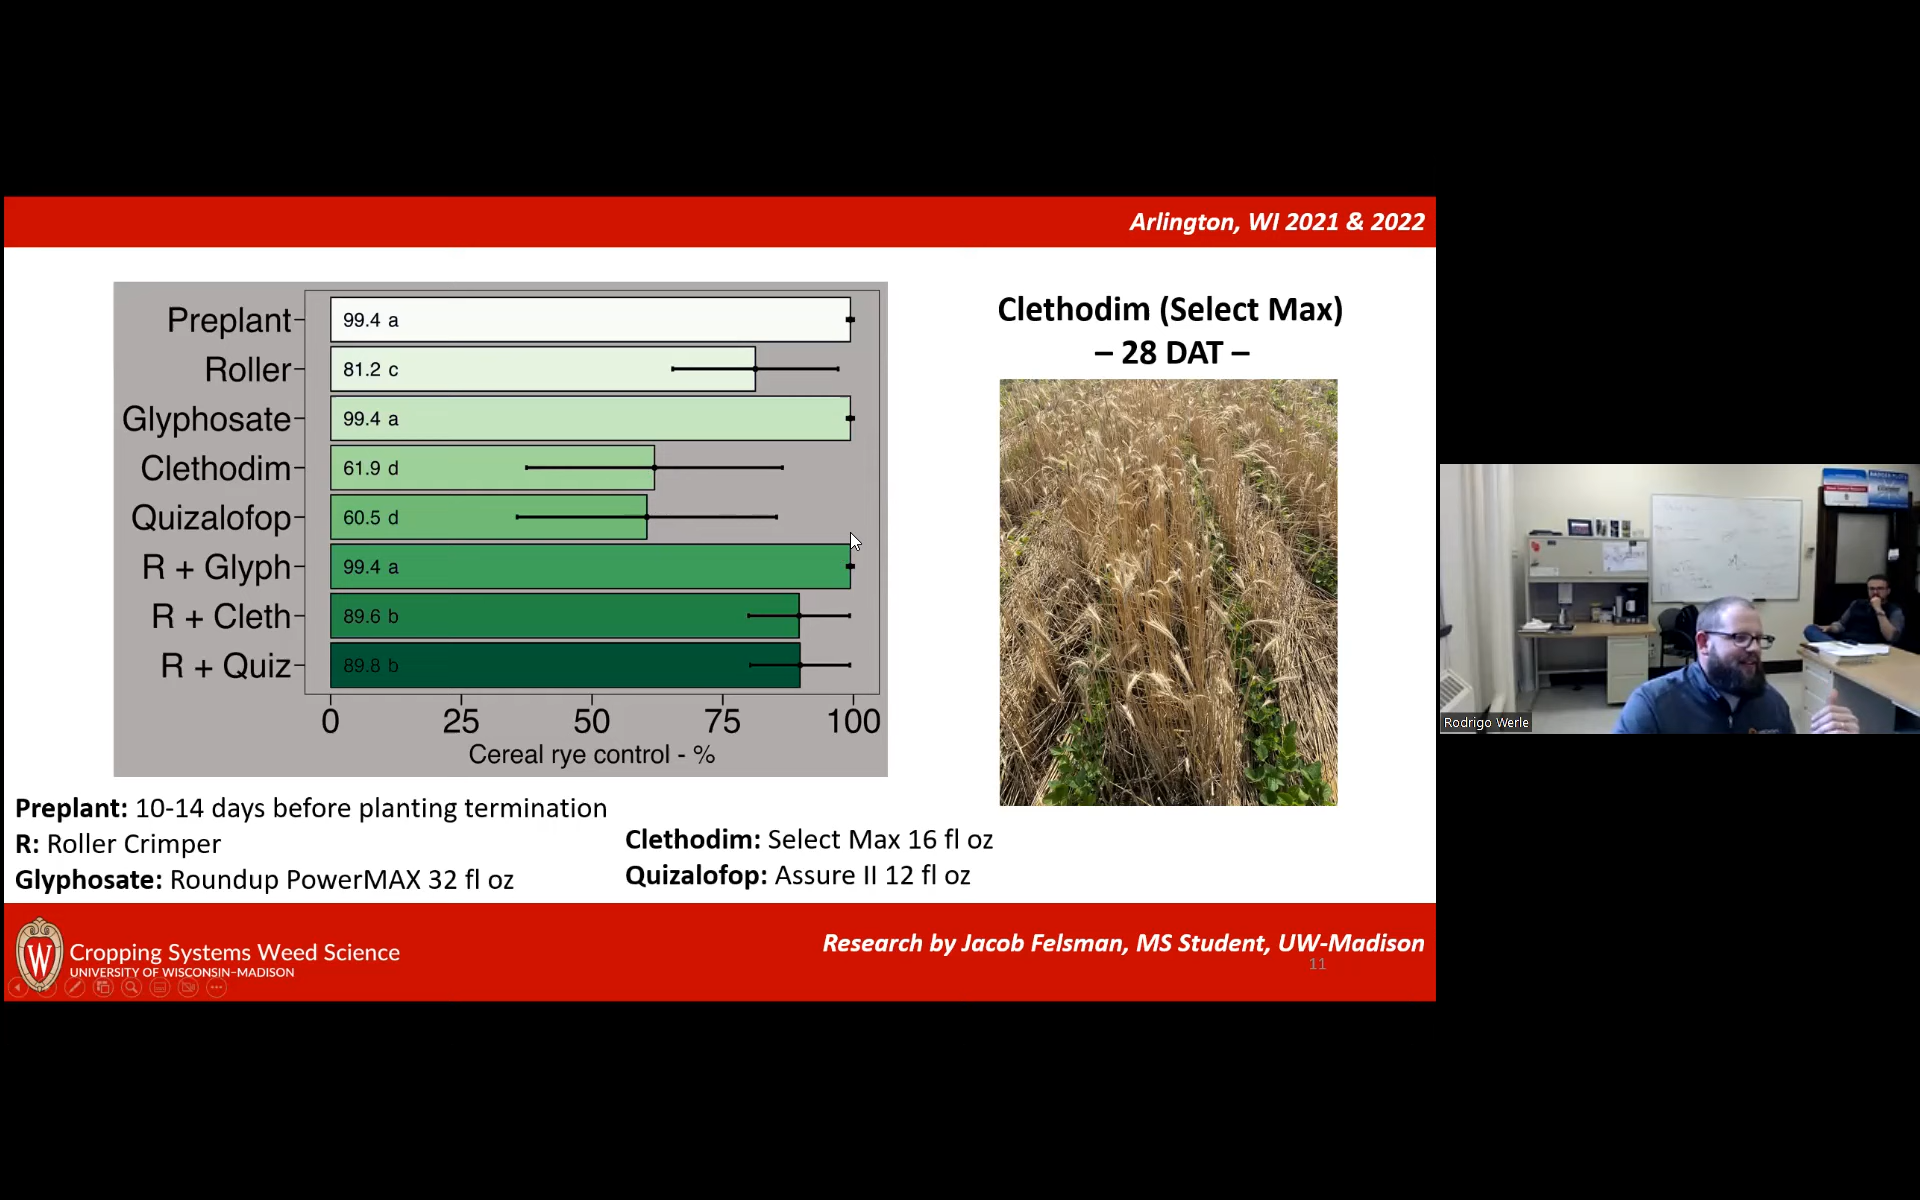 Arlington, WI 2021 & 2022
Preplant
99.4 a
Roller
81.2 c
Glyphosate
99.4 a
Clethodim
61.9 d
Quizalofop
60.5 d
R + Glyph
99.4 a
R + Cleth
89.6 b
R + Quiz
89.8 b
0 25 50 75 100
Cereal rye control - %
Clethodim (Select Max)
– 28 DAT –
Preplant: 10-14 days before planting termination
R: Roller Crimper
Glyphosate: Roundup PowerMAX 32 fl oz
Clethodim: Select Max 16 fl oz
Quizalofop: Assure II 12 fl oz
W
Cropping Systems Weed Science
UNIVERSITY OF WISCONSIN–MADISON
Research by Jacob Felsman, MS Student, UW-Madison
11
Rodrigo Werle